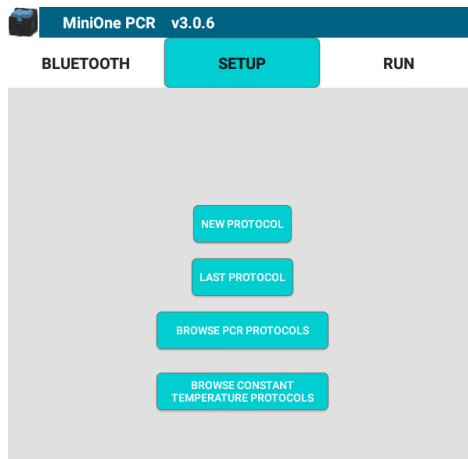 MiniOne PCR v3.0.6
BLUETOOTH SETUP RUN
NEW PROTOCOL
LAST PROTOCOL
BROWSE PCR PROTOCOLS
BROWSE CONSTANT
TEMPERATURE PROTOCOLS